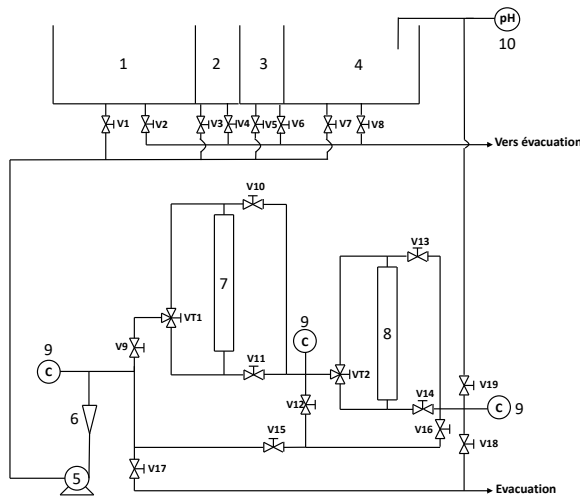 pH
10
1
2
3
4
V1
V2
V3
V4
V5
V6
V7
V8
Vers évacuation
V10
V13
7
8
9
C
VT1
9
C
V9
V11
VT2
V19
6
V12
V14
C
9
V15
V16
V18
5
V17
Evacuation